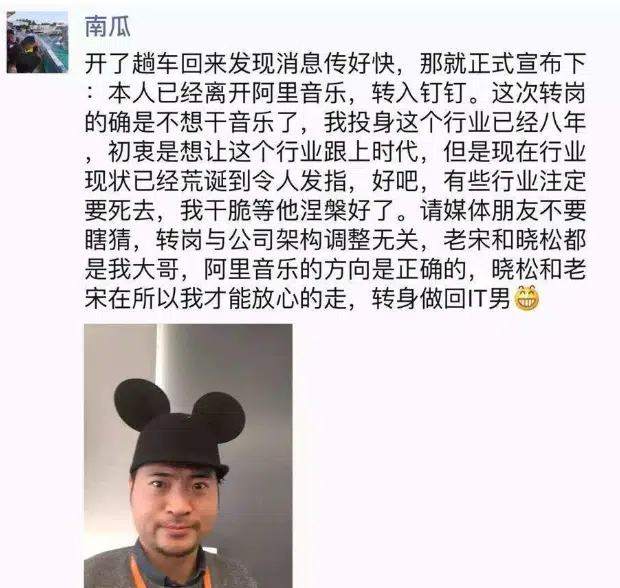 南瓜
开了趟车回来发现消息传好快，那就正式宣布下
：本人已经离开阿里音乐，转入钉钉。这次转岗
的确是不想干音乐了，我投身这个行业已经八年
，初衷是想让这个行业跟上时代，但是现在行业
现状已经荒诞到令人发指，好吧，有些行业注定
要死去，我干脆等他涅槃好了。请媒体朋友不要
瞎猜，转岗与公司架构调整无关，老宋和晓松都
是我大哥，阿里音乐的方向是正确的，晓松和老
宋在所以我才能放心的走，转身做回IT男😁